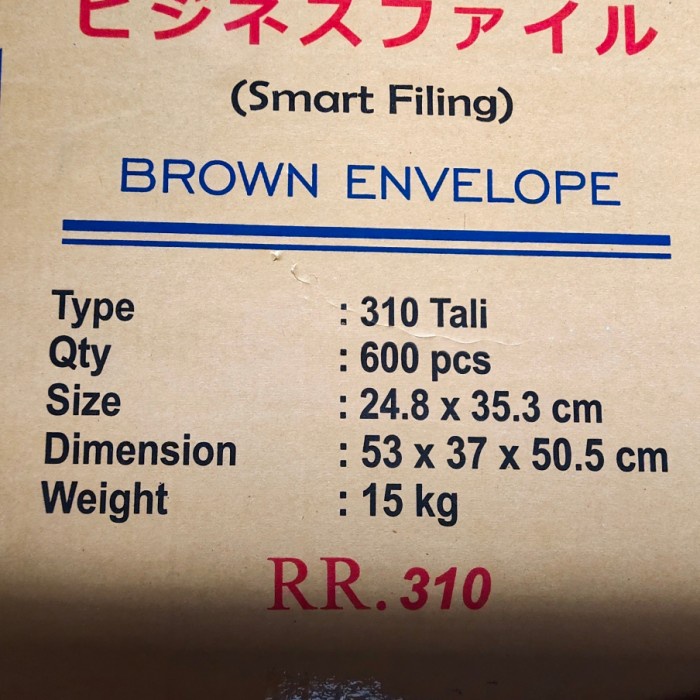 ビジネスファイル
(Smart Filing)
BROWN ENVELOPE
Type : 310 Tali
Qty : 600 pcs
Size : 24.8 x 35.3 cm
Dimension : 53 x 37 x 50.5 cm
Weight : 15 kg
RR. 310